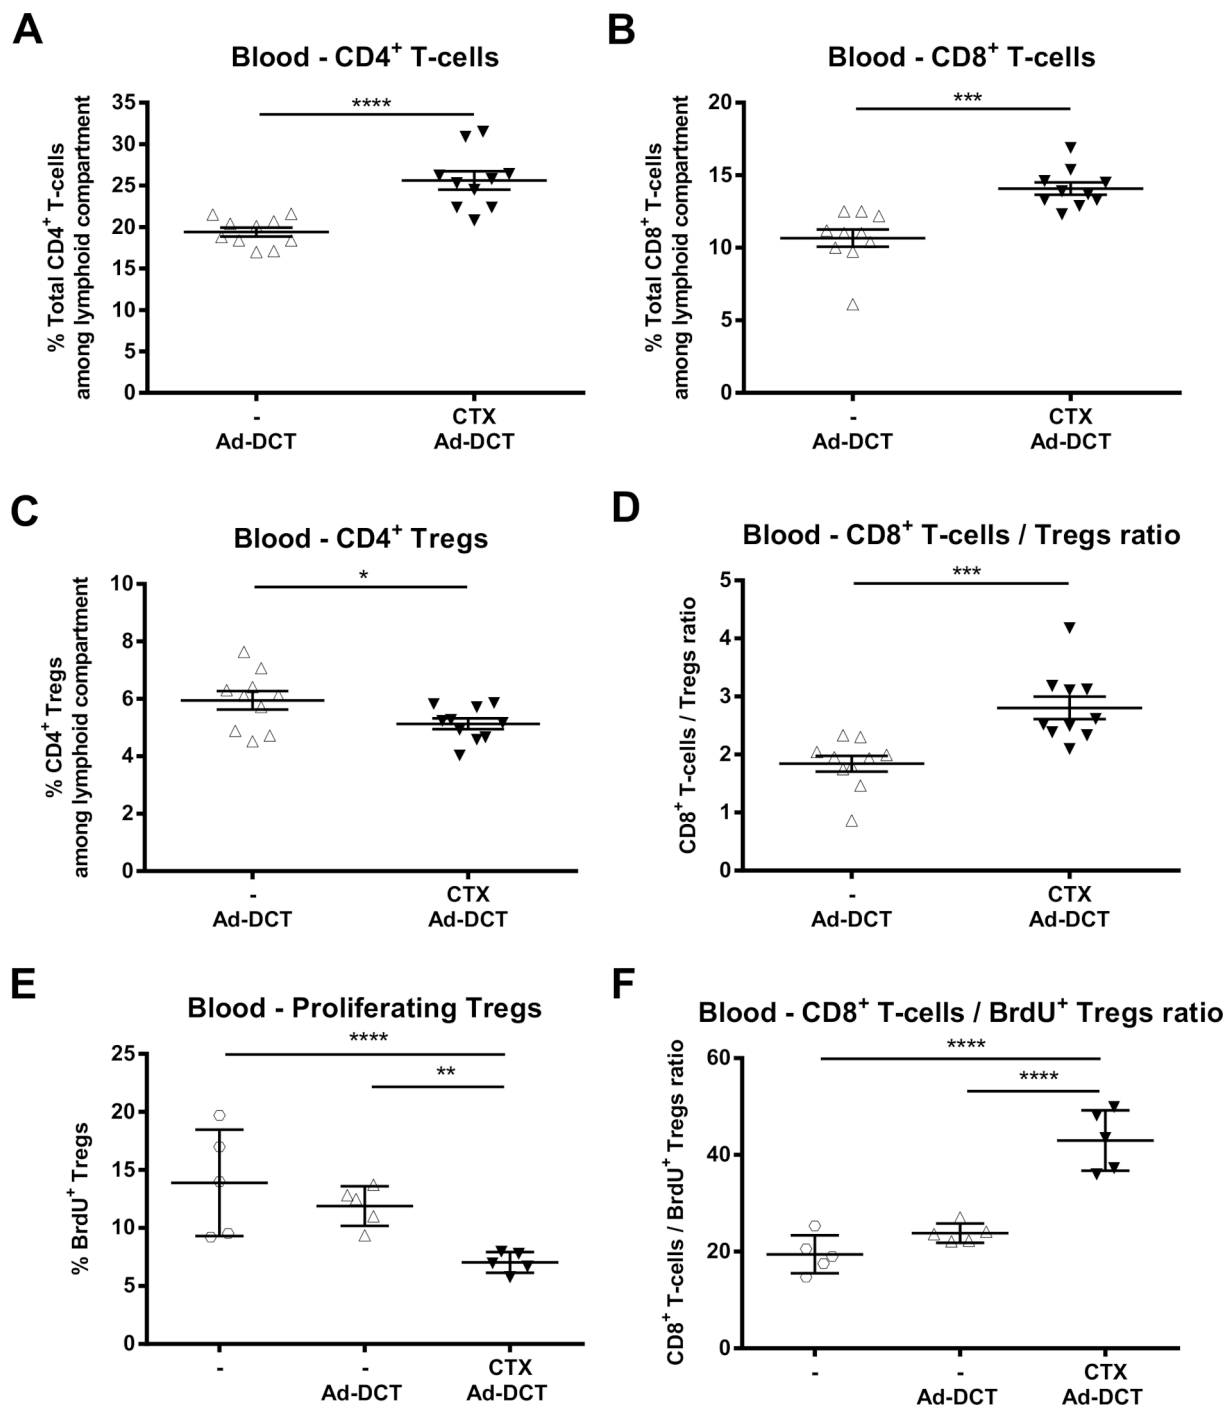 A
Blood - CD4⁺ T-cells
****
% Total CD4⁺ T-cells
among lymphoid compartment
35
30
25
20
15
10
5
0
-
Ad-DCT
CTX
Ad-DCT
B
Blood - CD8⁺ T-cells
***
% Total CD8⁺ T-cells
among lymphoid compartment
20
15
10
5
0
-
Ad-DCT
CTX
Ad-DCT
C
Blood - CD4⁺ Tregs
*
% CD4⁺ Tregs
among lymphoid compartment
10
8
6
4
2
0
-
Ad-DCT
CTX
Ad-DCT
D
Blood - CD8⁺ T-cells / Tregs ratio
***
CD8⁺ T-cells / Tregs ratio
5
4
3
2
1
0
-
Ad-DCT
CTX
Ad-DCT
E
Blood - Proliferating Tregs
****
**
% BrdU⁺ Tregs
25
20
15
10
5
0
-
-
Ad-DCT
CTX
Ad-DCT
F
Blood - CD8⁺ T-cells / BrdU⁺ Tregs ratio
****
****
CD8⁺ T-cells / BrdU⁺ Tregs ratio
60
40
20
0
-
-
Ad-DCT
CTX
Ad-DCT